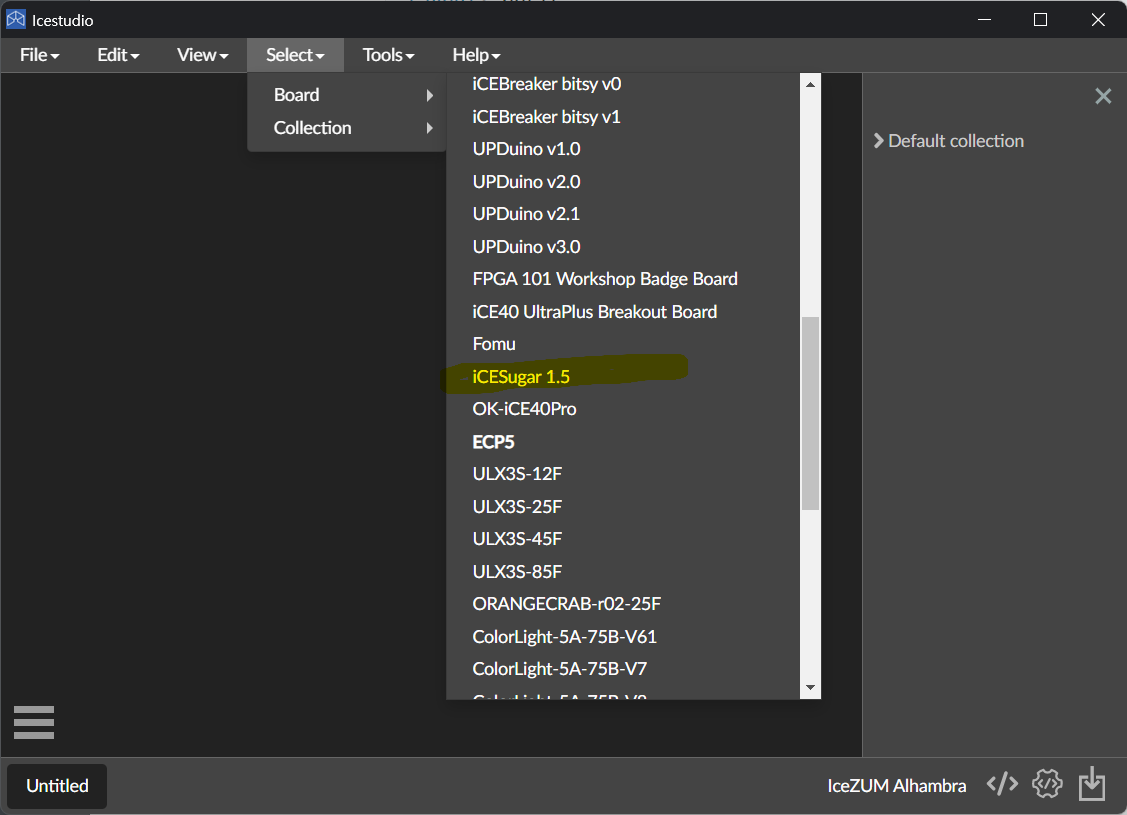 Icestudio
File Edit View Select Tools Help
Board
Collection
iCEBreaker bitsy v0
iCEBreaker bitsy v1
UPDuino v1.0
UPDuino v2.0
UPDuino v2.1
UPDuino v3.0
FPGA 101 Workshop Badge Board
iCE40 UltraPlus Breakout Board
Fomu
iCESugar 1.5
OK-iCE40Pro
ECP5
ULX3S-12F
ULX3S-25F
ULX3S-45F
ULX3S-85F
ORANGECRAB-r02-25F
ColorLight-5A-75B-V61
ColorLight-5A-75B-V7
Default collection
Untitled
IceZUM Alhambra